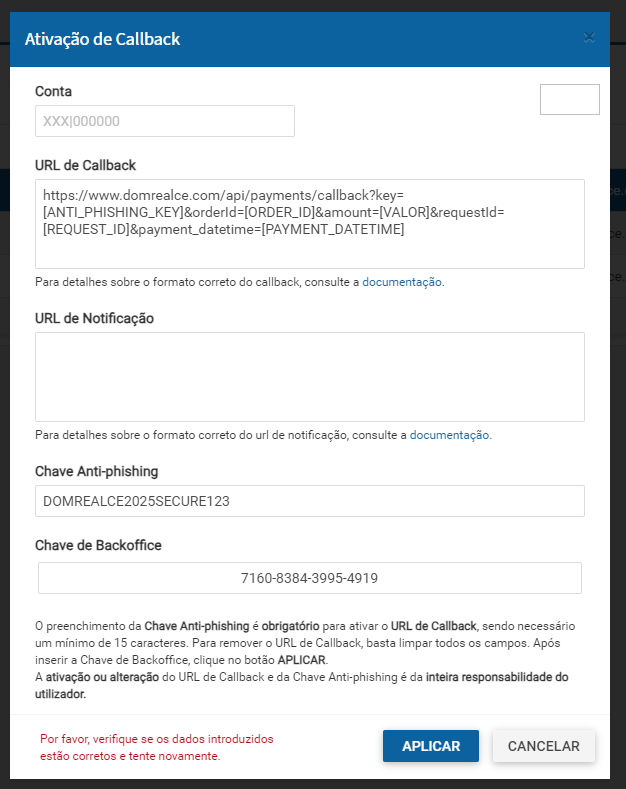 Ativação de Callback
×
Conta
XXX|000000
URL de Callback
https://www.domrealce.com/api/payments/callback?key=
[ANTI_PHISHING_KEY]&orderId=[ORDER_ID]&amount=[VALOR]&requestId=
[REQUEST_ID]&payment_datetime=[PAYMENT_DATETIME]
Para detalhes sobre o formato correto do callback, consulte a documentação.
URL de Notificação
Para detalhes sobre o formato correto do url de notificação, consulte a documentação.
Chave Anti-phishing
DOMREALCE2025SECURE123
Chave de Backoffice
7160-8384-3995-4919
O preenchimento da Chave Anti-phishing é obrigatório para ativar o URL de Callback, sendo necessário
um mínimo de 15 caracteres. Para remover o URL de Callback, basta limpar todos os campos. Após
inserir a Chave de Backoffice, clique no botão APLICAR.
A ativação ou alteração do URL de Callback e da Chave Anti-phishing é da inteira responsabilidade do
utilizador.
Por favor, verifique se os dados introduzidos
estão corretos e tente novamente.
APLICAR
CANCELAR